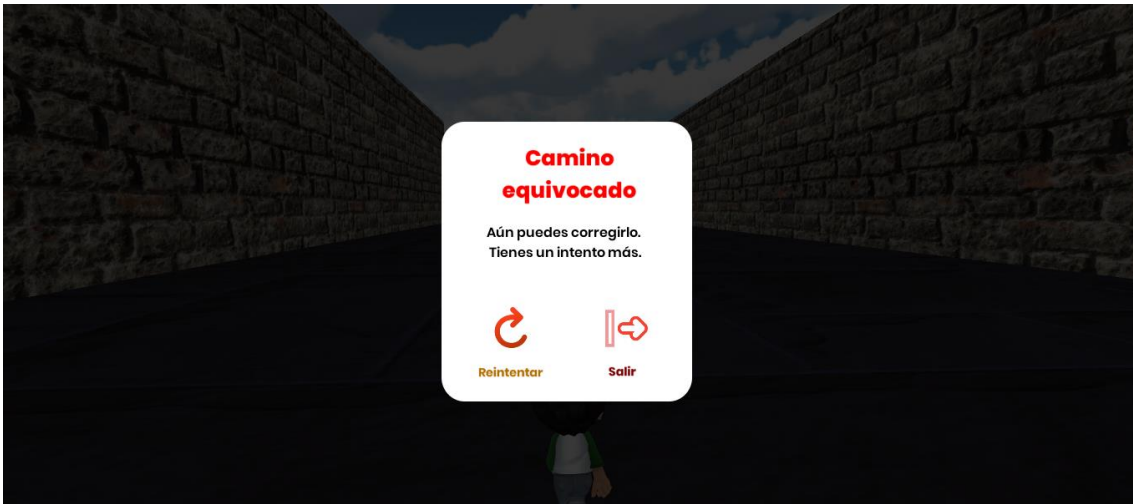 Camino
equivocado
Aún puedes corregirlo.
Tienes un intento más.
Reintentar
Salir